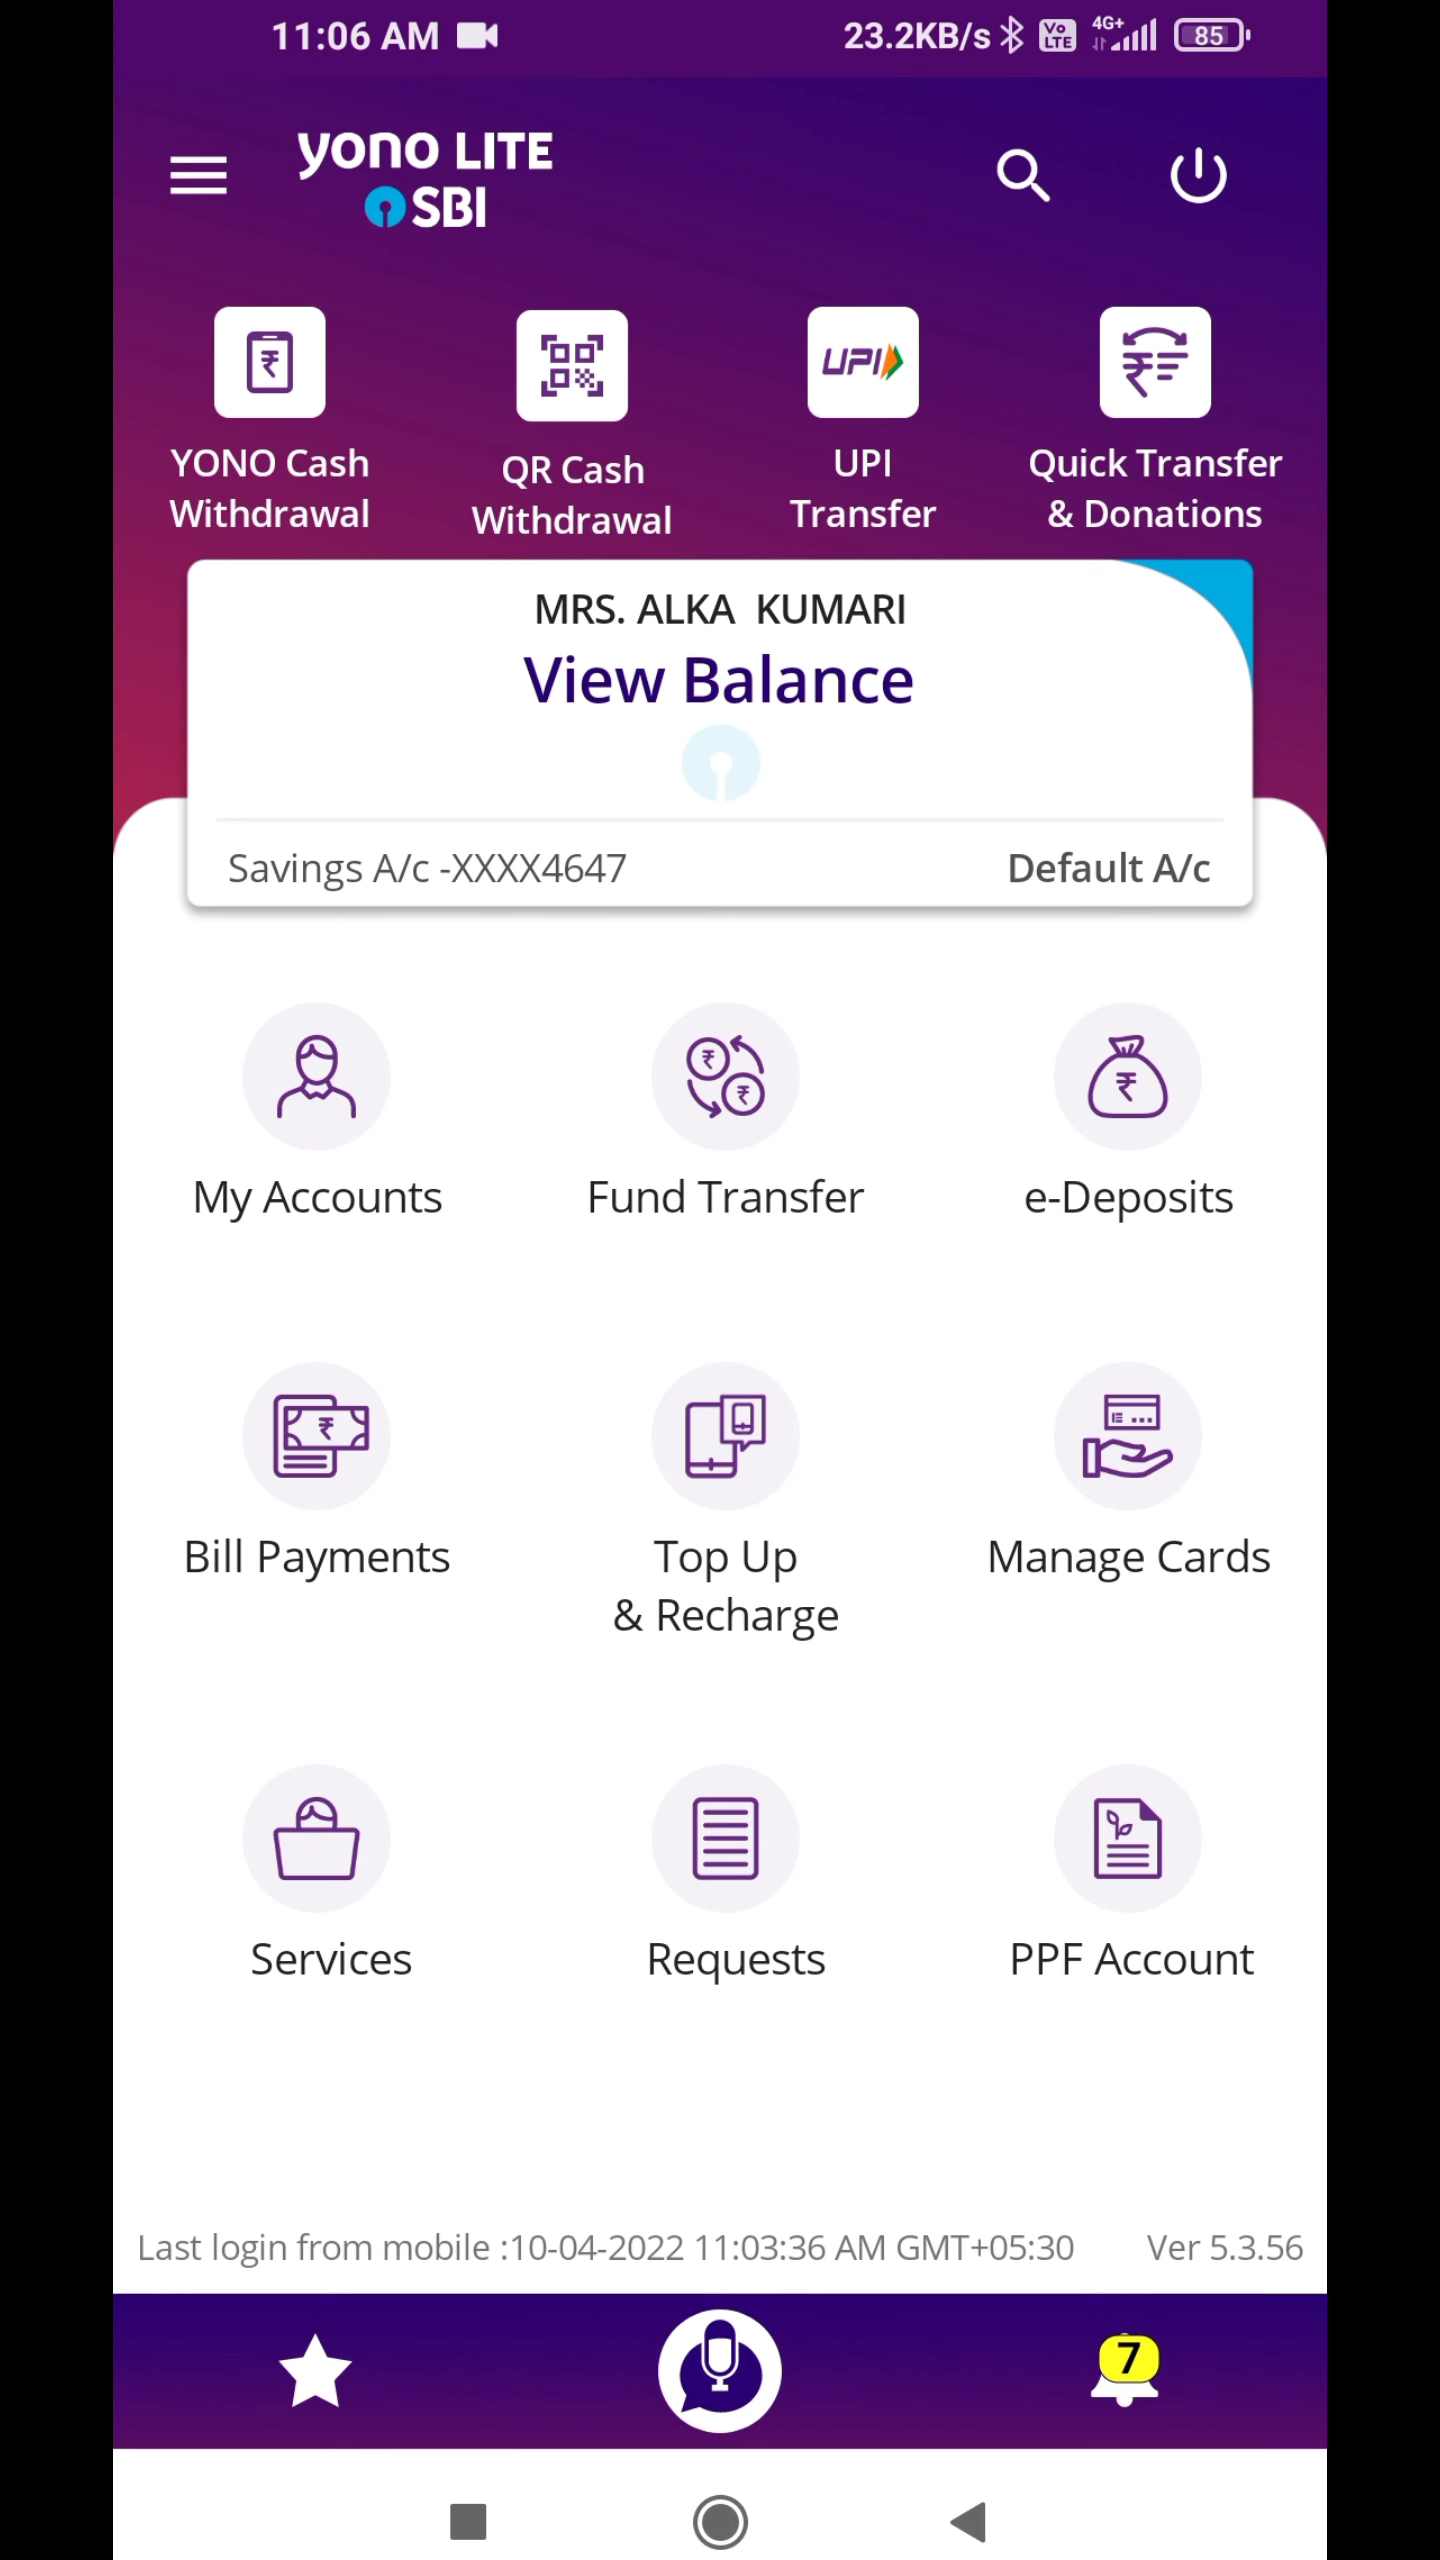 11:06 AM
23.2KB/s Vo LTE 4G+ 85
yono LITE
SBI
UPI
YONO Cash
Withdrawal
QR Cash
Withdrawal
UPI
Transfer
Quick Transfer
& Donations
MRS. ALKA KUMARI
View Balance
Savings A/c -XXXX4647
Default A/c
My Accounts
Fund Transfer
e-Deposits
Bill Payments
Top Up
& Recharge
Manage Cards
Services
Requests
PPF Account
Last login from mobile :10-04-2022 11:03:36 AM GMT+05:30
Ver 5.3.56
7